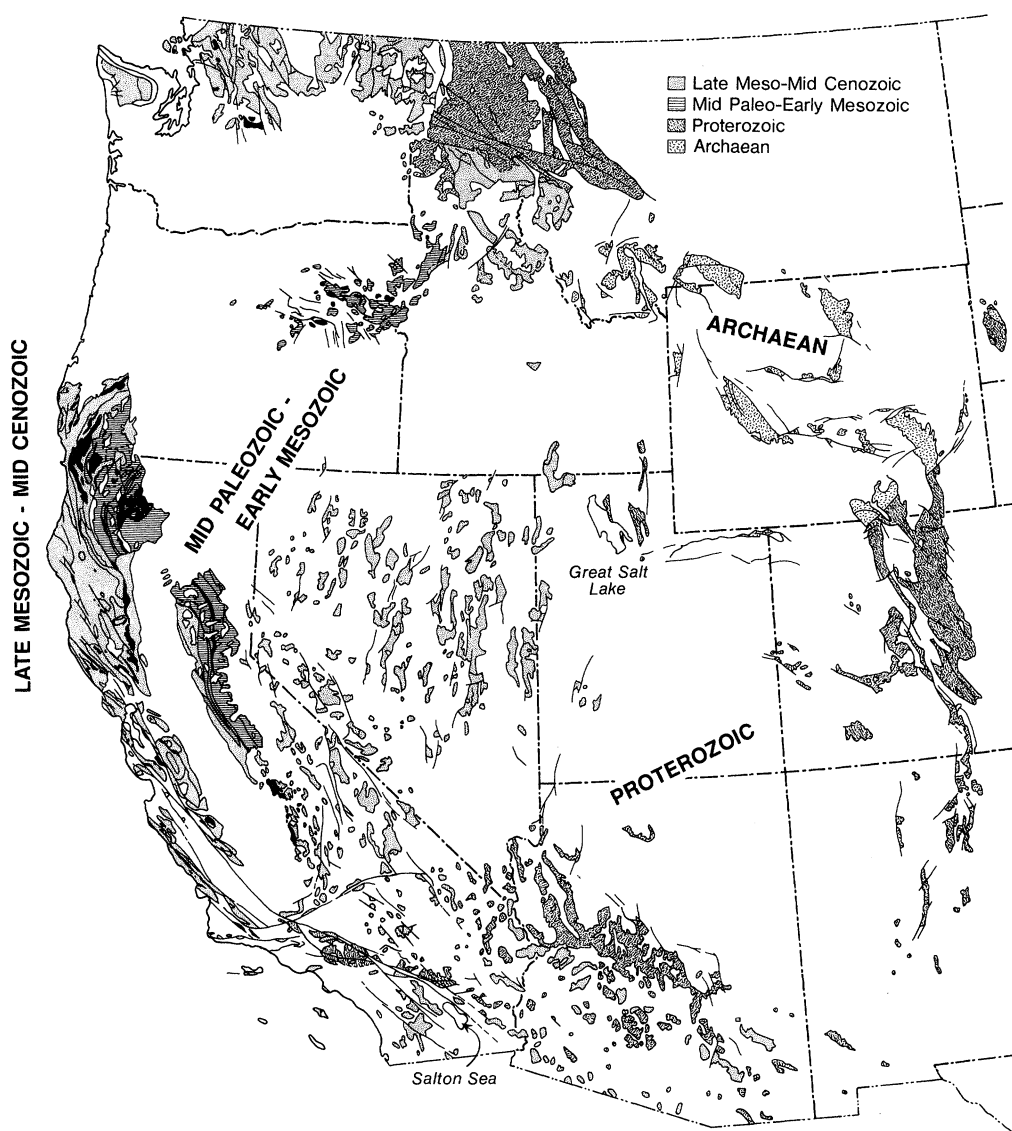 Late Meso-Mid Cenozoic
Mid Paleo-Early Mesozoic
Proterozoic
Archaean
ARCHAEAN
LATE MESOZOIC - MID CENOZOIC
MID PALEOZOIC -
EARLY MESOZOIC
Great Salt
Lake
PROTEROZOIC
Salton Sea